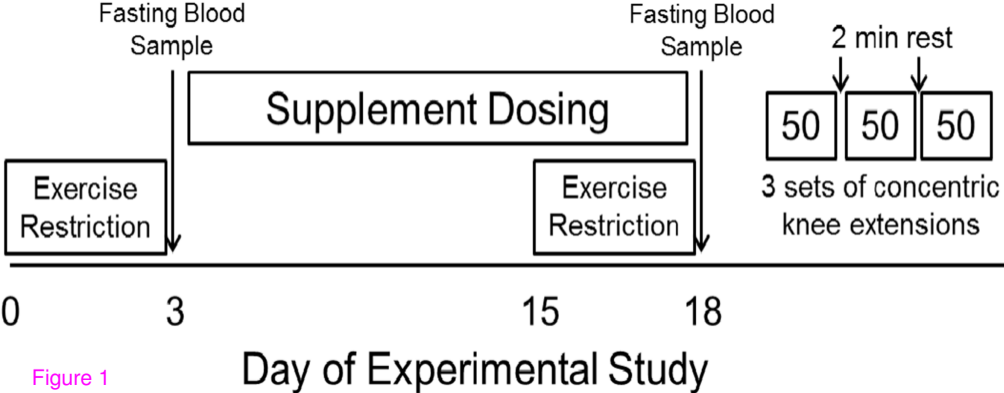 Fasting Blood
Sample
Fasting Blood
Sample
2 min rest
Supplement Dosing
50
50
50
Exercise
Restriction
Exercise
Restriction
3 sets of concentric
knee extensions
0
3
15
18
Day of Experimental Study
Figure 1